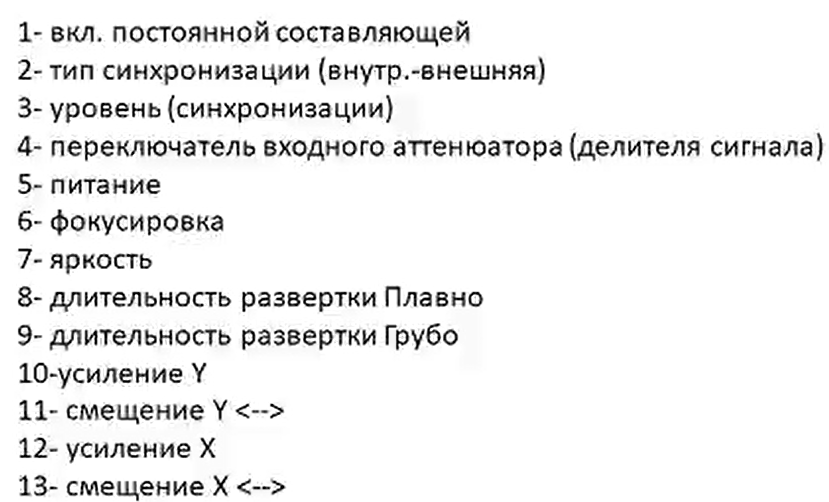 1- вкл. постоянной составляющей
2- тип синхронизации (внутр.-внешняя)
3- уровень (синхронизации)
4- переключатель входного аттенюатора (делителя сигнала)
5- питание
6- фокусировка
7- яркость
8- длительность развертки Плавно
9- длительность развертки Грубо
10-усиление Y
11- смещение Y <-->
12- усиление X
13- смещение X <-->